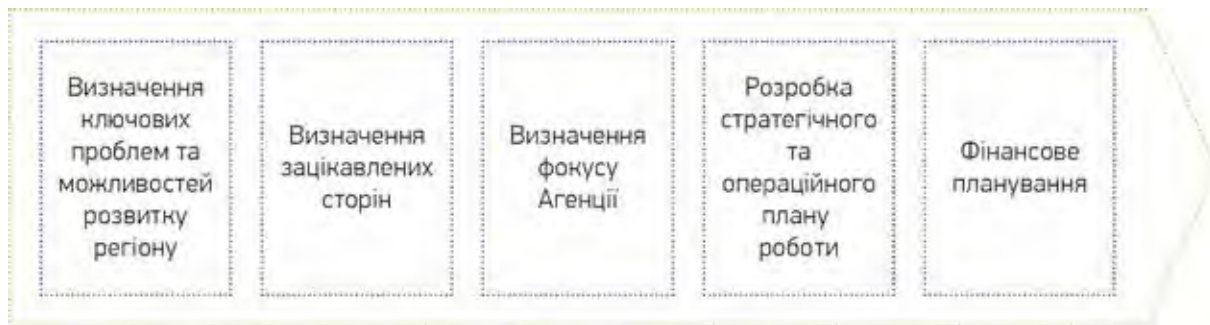 Визначення
ключових
проблем та
можливостей
розвитку
регіону
Визначення
зацікавлених
сторін
Визначення
фокусу
Агенції
Розробка
стратегічного
та
операційного
плану
роботи
Фінансове
планування